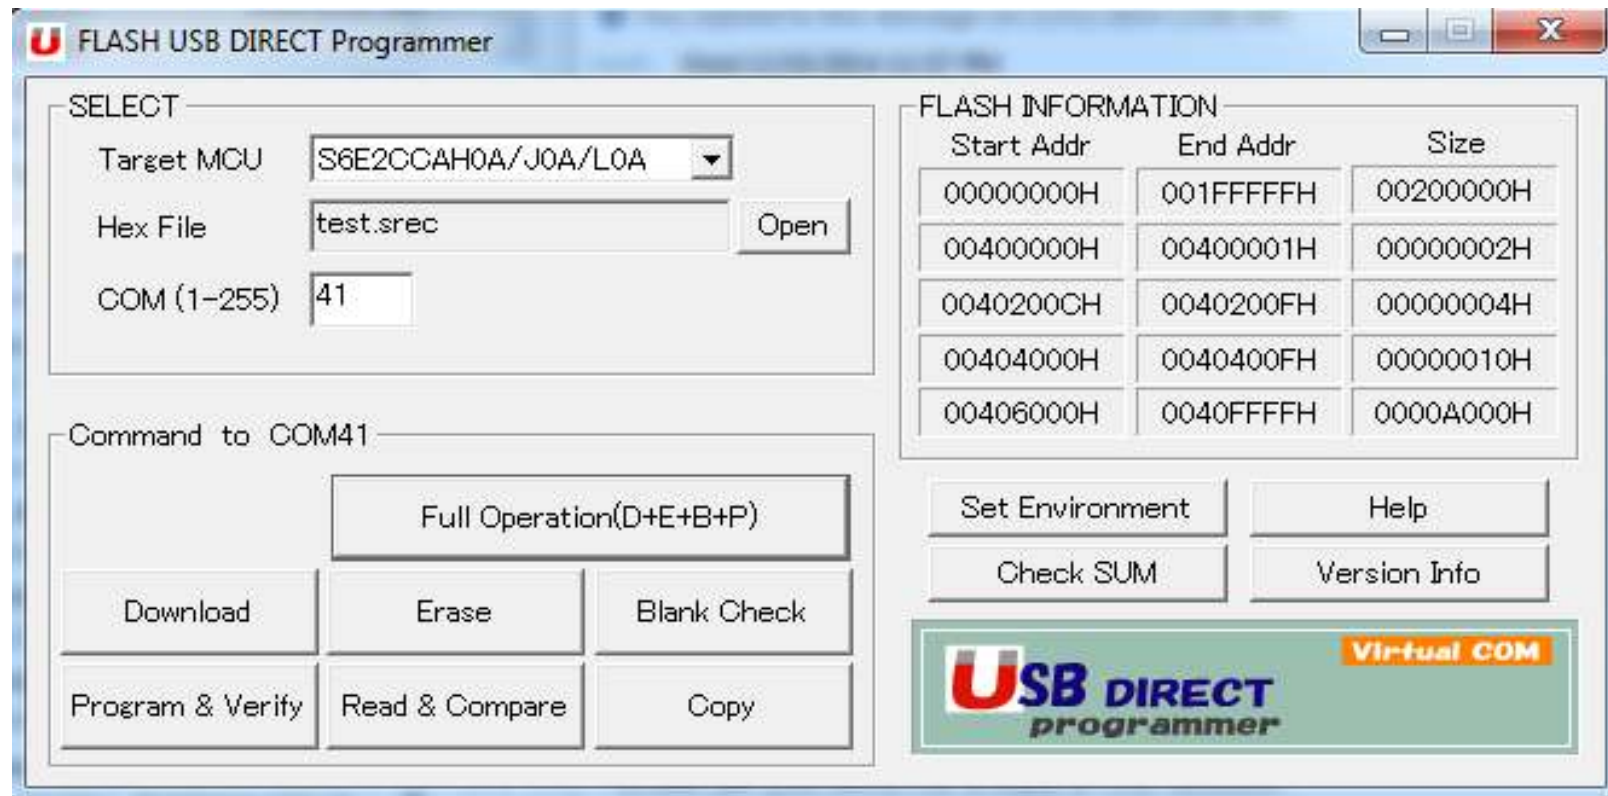 FLASH USB DIRECT Programmer
SELECT
Target MCU S6E2CCAH0A/J0A/L0A
Hex File test.srec Open
COM (1-255) 41
Command to COM41
Full Operation(D+E+B+P)
Download Erase Blank Check
Program & Verify Read & Compare Copy
FLASH INFORMATION
Start Addr End Addr Size
00000000H 001FFFFFH 00200000H
00400000H 00400001H 00000002H
0040200CH 0040200FH 00000004H
00404000H 0040400FH 00000010H
00406000H 0040FFFFH 0000A000H
Set Environment Help
Check SUM Version Info
Virtual COM
USB DIRECT
programmer